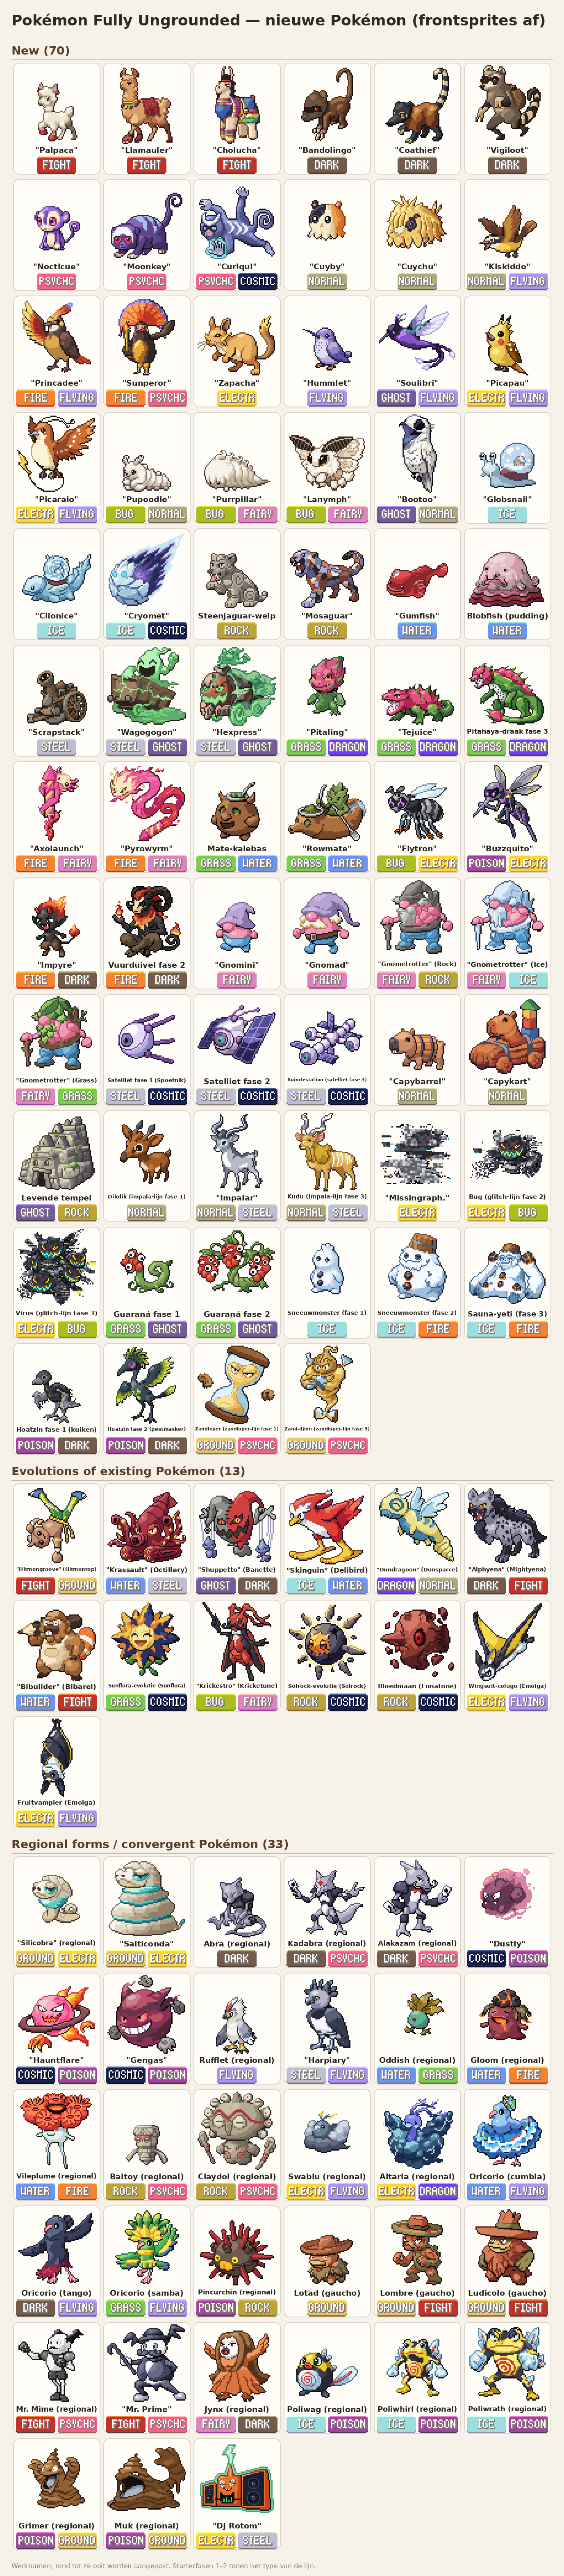 Pokémon Fully Ungrounded — nieuwe Pokémon (frontsprites af)
New (70)
"Palpaca" "Llamauler" "Cholucha" "Bandolingo" "Coathief" "Vigiloot"
FIGHT FIGHT FIGHT DARK DARK DARK
"Nocticue" "Moonkey" "Curiqui" "Cuyby" "Cuychu" "Kiskiddo"
PSYCHC PSYCHC PSYCHC COSMIC NORMAL NORMAL NORMAL FLYING
"Princadee" "Sunperor" "Zapacha" "Hummlet" "Soulibri" "Picapau"
FIRE FLYING FIRE PSYCHC ELECTR FLYING GHOST FLYING ELECTR FLYING
"Picaraio" "Pupoodle" "Purrpillar" "Lanymph" "Bootoo" "Globsnail"
ELECTR FLYING BUG NORMAL BUG FAIRY BUG FAIRY GHOST NORMAL ICE
"Clionice" "Cryomet" Steenjaguar-welp "Mosaguar" "Gumfish" Blobfish (pudding)
ICE ICE COSMIC ROCK ROCK WATER WATER
"Scrapstack" "Wagogogon" "Hexpress" "Pitaling" "Tejuice" Pitahaya-draak fase 3
STEEL STEEL GHOST STEEL GHOST GRASS DRAGON GRASS DRAGON GRASS DRAGON
"Axolaunch" "Pyrowyrm" Mate-kalebas "Rowmate" "Flytron" "Buzzquito"
FIRE FAIRY FIRE FAIRY GRASS WATER GRASS WATER BUG ELECTR POISON ELECTR
"Impyre" Vuurduivel fase 2 "Gnomini" "Gnomad" "Gnometrotter" (Rock) "Gnometrotter" (Ice)
FIRE DARK FIRE DARK FAIRY FAIRY FAIRY ROCK FAIRY ICE
"Gnometrotter" (Grass) Satelliet fase 1 (Spoetnik) Satelliet fase 2 Ruimtestation (satelliet fase 3) "Capybarrel" "Capykart"
FAIRY GRASS STEEL COSMIC STEEL COSMIC STEEL COSMIC NORMAL NORMAL
Levende tempel Dikdik (impala-lijn fase 1) "Impalar" Kudu (impala-lijn fase 3) "Missingraph." Bug (glitch-lijn fase 2)
GHOST ROCK NORMAL NORMAL STEEL NORMAL STEEL ELECTR ELECTR BUG
Virus (glitch-lijn fase 3) Guaraná fase 1 Guaraná fase 2 Sneeuwmonster (fase 1) Sneeuwmonster (fase 2) Sauna-yeti (fase 3)
ELECTR BUG GRASS GHOST GRASS GHOST ICE ICE FIRE ICE FIRE
Hoatzin fase 1 (kuiken) Hoatzin fase 2 (pestmasker) Zandloper (zandloper-lijn fase 1) Zand-djinn (zandloper-lijn fase 3)
POISON DARK POISON DARK GROUND PSYCHC GROUND PSYCHC
Evolutions of existing Pokémon (13)
"Hitmongroove" (Hitmontop) "Krassault" (Octillery) "Shuppetto" (Banette) "Skinguin" (Delibird) "Dundragoon" (Dunsparce) "Alphyena" (Mightyena)
FIGHT GROUND WATER STEEL GHOST DARK ICE WATER DRAGON NORMAL DARK FIGHT
"Bibuilder" (Bibarel) Sunflora-evolutie (Sunflora) "Krickestro" (Kricketune) Solrock-evolutie (Solrock) Bloedmaan (Lunatone) Wingsuit-colugo (Emolga)
WATER FIGHT GRASS COSMIC BUG FAIRY ROCK COSMIC ROCK COSMIC ELECTR FLYING
Fruitvampier (Emolga)
ELECTR FLYING
Regional forms / convergent Pokémon (33)
"Silicobra" (regional) "Salticonda" Abra (regional) Kadabra (regional) Alakazam (regional) "Dustly"
GROUND ELECTR GROUND ELECTR DARK DARK PSYCHC DARK PSYCHC COSMIC POISON
"Hauntflare" "Gengas" Rufflet (regional) "Harpiary" Oddish (regional) Gloom (regional)
COSMIC POISON COSMIC POISON FLYING STEEL FLYING WATER GRASS WATER FIRE
Vileplume (regional) Baltoy (regional) Claydol (regional) Swablu (regional) Altaria (regional) Oricorio (cumbia)
WATER FIRE ROCK PSYCHC ROCK PSYCHC ELECTR FLYING ELECTR DRAGON WATER FLYING
Oricorio (tango) Oricorio (samba) Pincurchin (regional) Lotad (gaucho) Lombre (gaucho) Ludicolo (gaucho)
DARK FLYING GRASS FLYING POISON ROCK GROUND GROUND FIGHT GROUND FIGHT
Mr. Mime (regional) "Mr. Prime" Jynx (regional) Poliwag (regional) Poliwhirl (regional) Poliwrath (regional)
FIGHT PSYCHC FIGHT PSYCHC FAIRY DARK ICE POISON ICE POISON ICE POISON
Grimer (regional) Muk (regional) "DJ Rotom"
POISON GROUND POISON GROUND ELECTR STEEL
Werknamen; rond tot ze ooit worden aangepast. Starterfasen 1–2 tonen het type van de lijn.